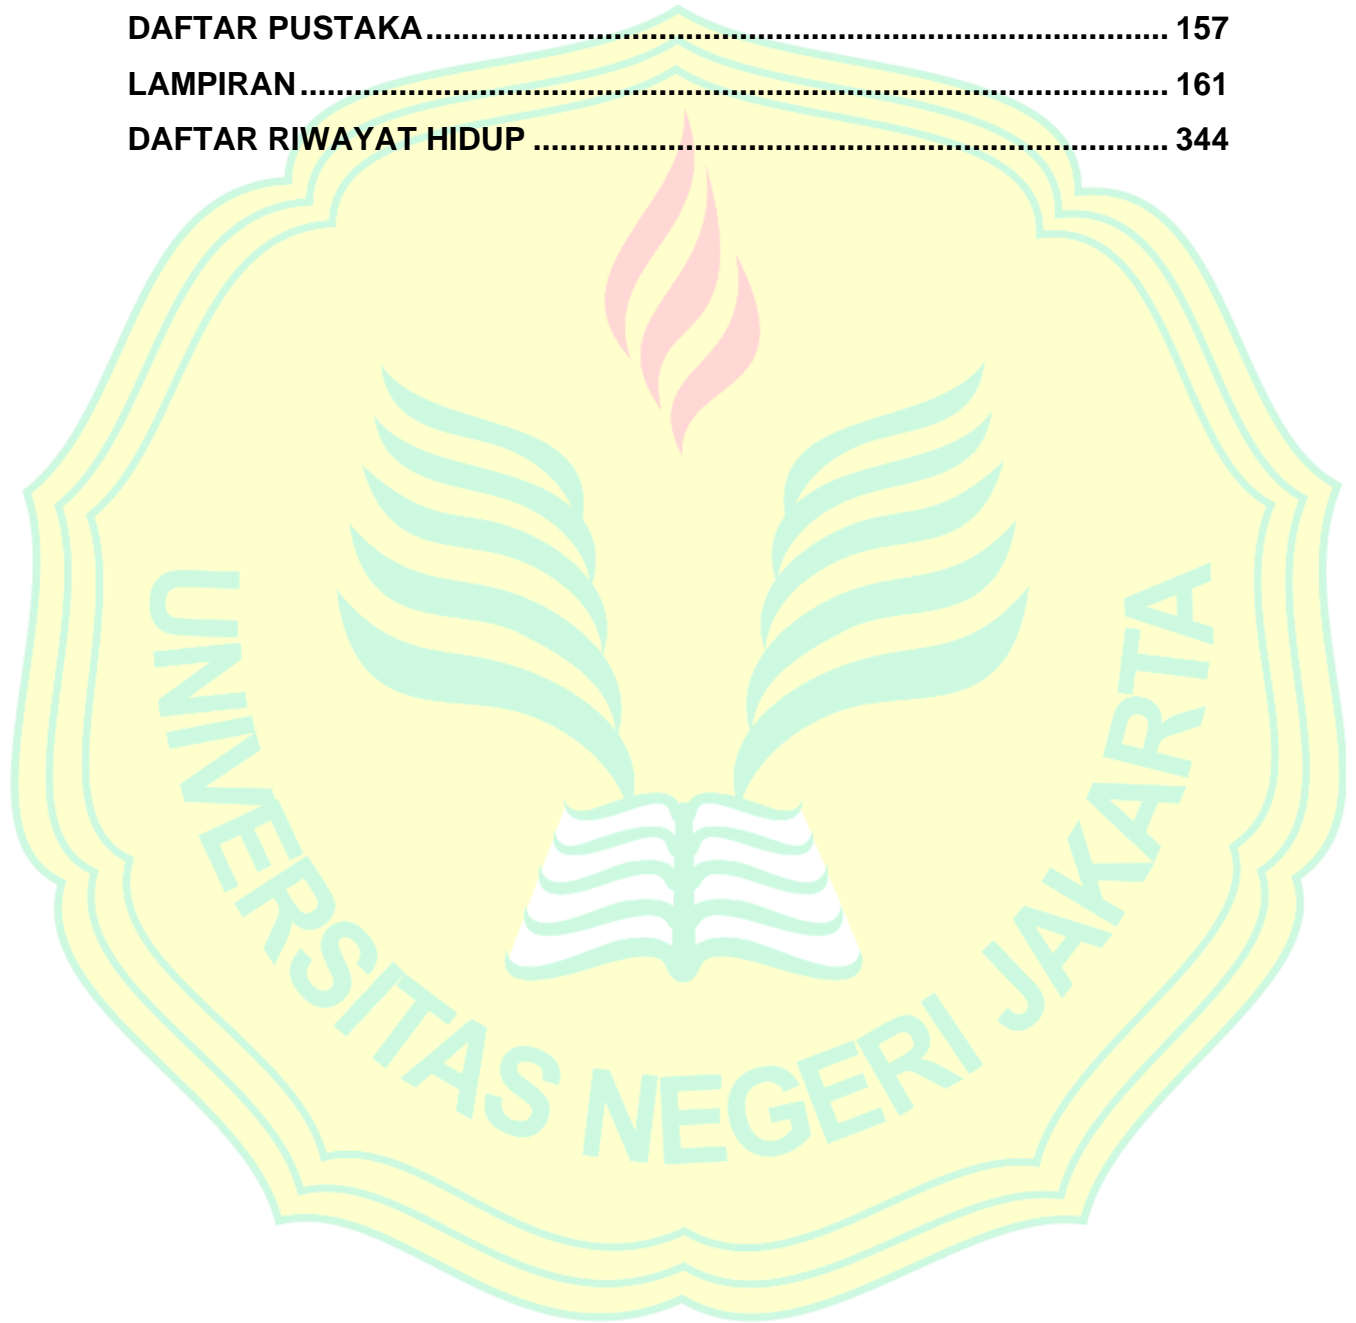 DAFTAR PUSTAKA.................................................................................. 157
LAMPIRAN................................................................................................ 161
DAFTAR RIWAYAT HIDUP ...................................................................... 344
UNIVERSITAS NEGERI JAKARTA